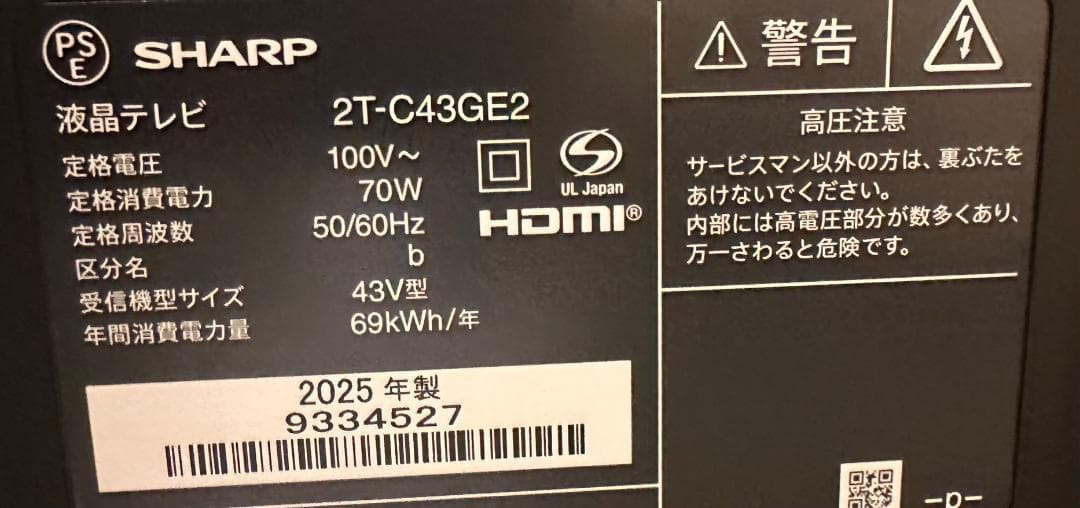 PS
E
SHARP
液晶テレビ 2T-C43GE2
定格電圧 100V～
定格消費電力 70W
定格周波数 50/60Hz
区分名 b
受信機型サイズ 43V型
年間消費電力量 69kWh/年
UL Japan
HDMI®
2025 年製
9334527
警告
高圧注意
サービスマン以外の方は、裏ぶたを
あけないでください。
内部には高電圧部分が数多くあり、
万一さわると危険です。
-p-